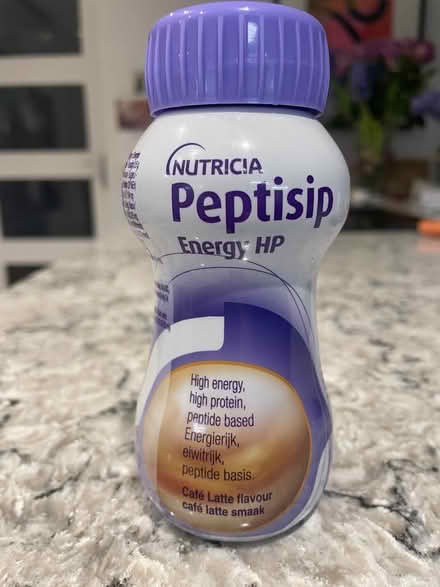 NUTRICIA
Peptisip
Energy HP
High energy,
high protein,
peptide based
Energierijk,
eiwitrijk,
peptide basis.
Café Latte flavour
café latte smaak